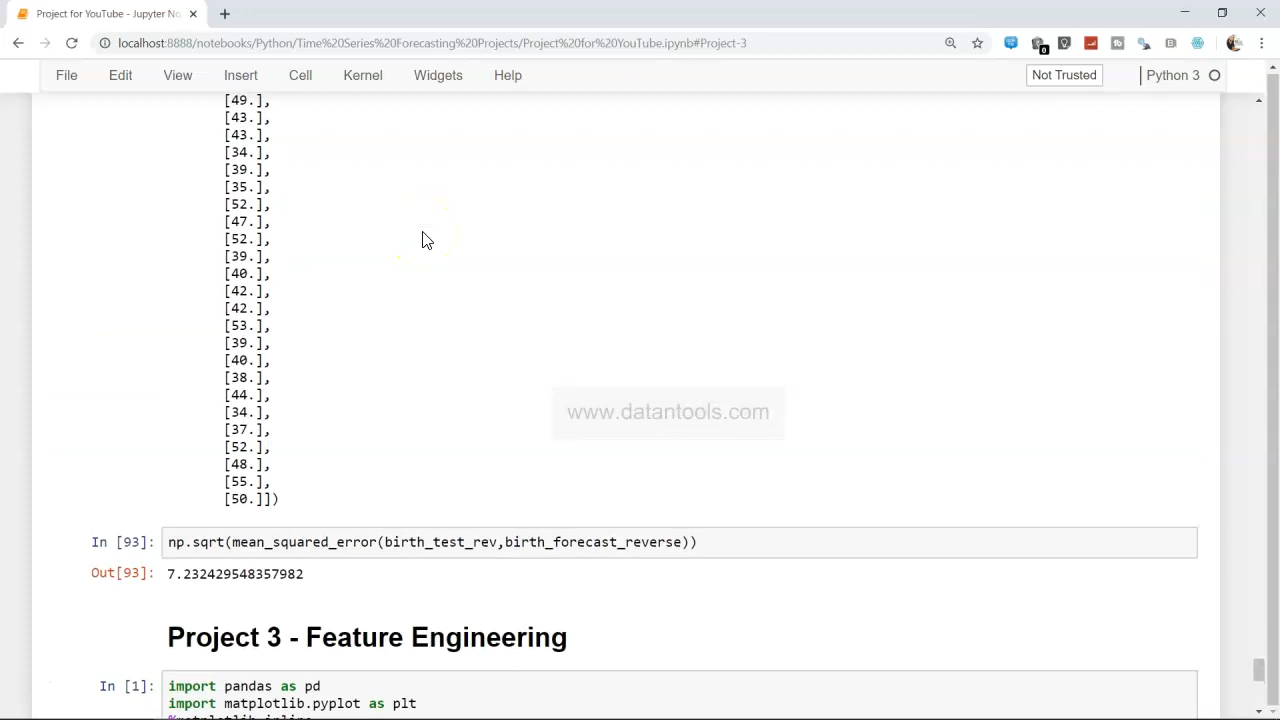 Project for YouTube - Jupyter No
localhost:8888/notebooks/Python/Time%20Series%20Forecasting%20Projects/Project%20for%20YouTube.ipynb#Project-3
File Edit View Insert Cell Kernel Widgets Help Not Trusted Python 3
[49.],
[43.],
[43.],
[34.],
[39.],
[35.],
[52.],
[47.],
[52.],
[39.],
[40.],
[42.],
[42.],
[53.],
[39.],
[40.],
[38.],
[44.],
[34.],
[37.],
[52.],
[48.],
[55.],
[50.]])
www.datantools.com
In [93]: np.sqrt(mean_squared_error(birth_test_rev,birth_forecast_reverse))
Out[93]: 7.232429548357982
Project 3 - Feature Engineering
In [1]: import pandas as pd
import matplotlib.pyplot as plt
%matplotlib inline